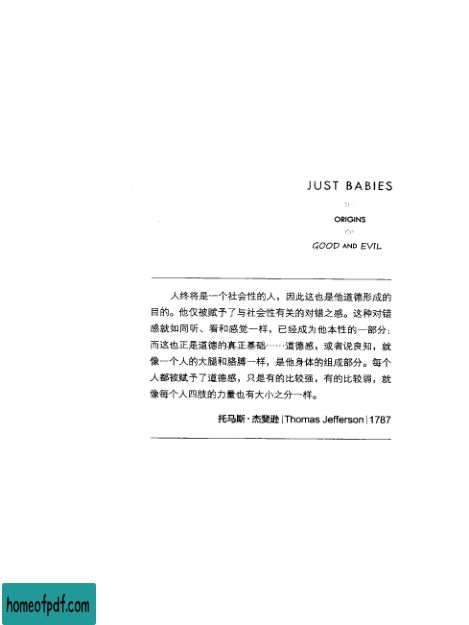 JUST BABIES
ORIGINS
OF
GOOD AND EVIL
人终将是一个社会性的人，因此这也是他道德形成的
目的。他仅被赋予了与社会性有关的对错之感。这种对错
感就如同听、看和感觉一样，已经成为他本性的一部分；
而这也正是道德的真正基础……道德感，或者说良知，就
像一个人的大腿和胳膊一样，是他身体的组成部分。每个
人都被赋予了道德感，只是有的比较强，有的比较弱，就
像每个人四肢的力量也有大小之分一样。
托马斯·杰斐逊|Thomas Jefferson|1787
homeofpdf.com